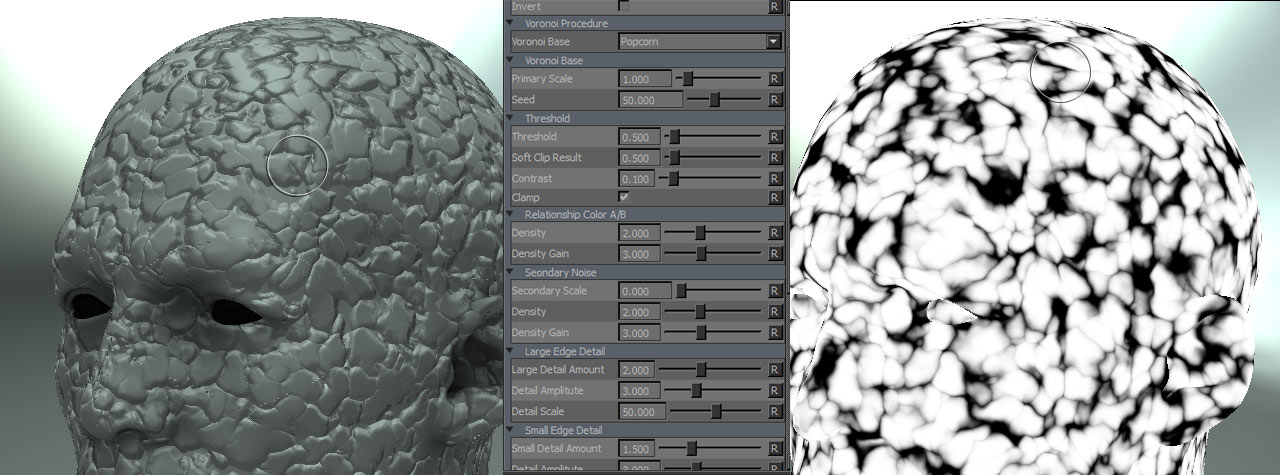 Invert R
Voronoi Procedure
Voronoi Base Popcorn
Voronoi Base
Primary Scale 1.000 R
Seed 50.000 R
Threshold
Threshold 0.500 R
Soft Clip Result 0.500 R
Contrast 0.100 R
Clamp R
Relationship Color A/B
Density 2.000 R
Density Gain 3.000 R
Seondary Noise
Secondary Scale 0.000 R
Density 2.000 R
Density Gain 3.000 R
Large Edge Detail
Large Detail Amount 2.000 R
Detail Amplitute 3.000 R
Detail Scale 50.000 R
Small Edge Detail
Small Detail Amount 1.500 R
Detail Amplitute R